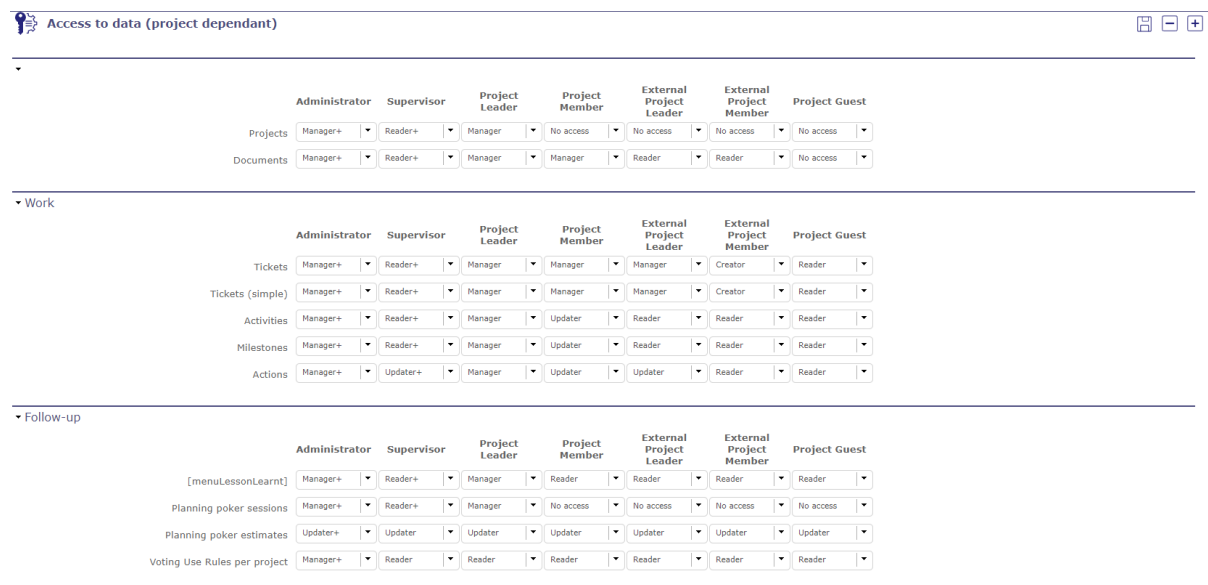 Access to data (project dependant)
Administrator Supervisor Project Leader Project Member External Project Leader External Project Member Project Guest
Projects Manager+ Reader+ Manager No access No access No access No access
Documents Manager+ Reader+ Manager Manager Reader Reader No access
Work
Administrator Supervisor Project Leader Project Member External Project Leader External Project Member Project Guest
Tickets Manager+ Reader+ Manager Manager Manager Creator Reader
Tickets (simple) Manager+ Reader+ Manager Manager Manager Creator Reader
Activities Manager+ Reader+ Manager Updater Reader Reader Reader
Milestones Manager+ Reader+ Manager Updater Reader Reader Reader
Actions Manager+ Updater+ Manager Updater Updater Reader Reader
Follow-up
Administrator Supervisor Project Leader Project Member External Project Leader External Project Member Project Guest
[menuLessonLearnt] Manager+ Reader+ Manager Reader Reader Reader Reader
Planning poker sessions Manager+ Reader+ Manager No access No access No access No access
Planning poker estimates Updater+ Updater Updater Updater Updater Updater Updater
Voting Use Rules per project Manager+ Reader Reader Reader Reader Reader Reader